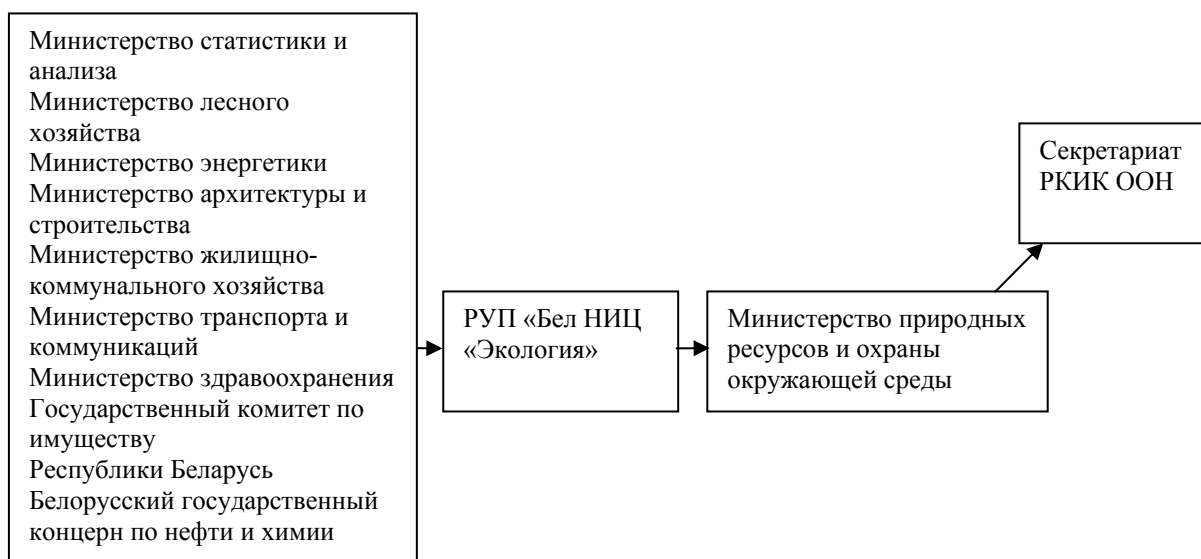 Министерство статистики и
анализа
Министерство лесного
хозяйства
Министерство энергетики
Министерство архитектуры и
строительства
Министерство жилищно-
коммунального хозяйства
Министерство транспорта и
коммуникаций
Министерство здравоохранения
Государственный комитет по
имуществу
Республики Беларусь
Белорусский государственный
концерн по нефти и химии
РУП «Бел НИЦ
«Экология»
Министерство природных
ресурсов и охраны
окружающей среды
Секретариат
РКИК ООН